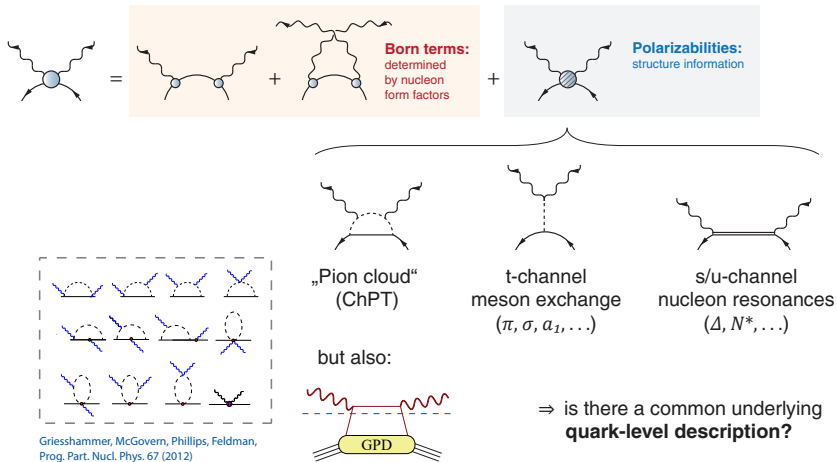 =
+
+
Born terms:
determined
by nucleon
form factors
Polarizabilities:
structure information
„Pion cloud“
(ChPT)
t-channel
meson exchange
(π, σ, a₁, . . .)
s/u-channel
nucleon resonances
(Δ, N*, . . .)
but also:
GPD
⇒ is there a common underlying
quark-level description?
Griesshammer, McGovern, Phillips, Feldman,
Prog. Part. Nucl. Phys. 67 (2012)